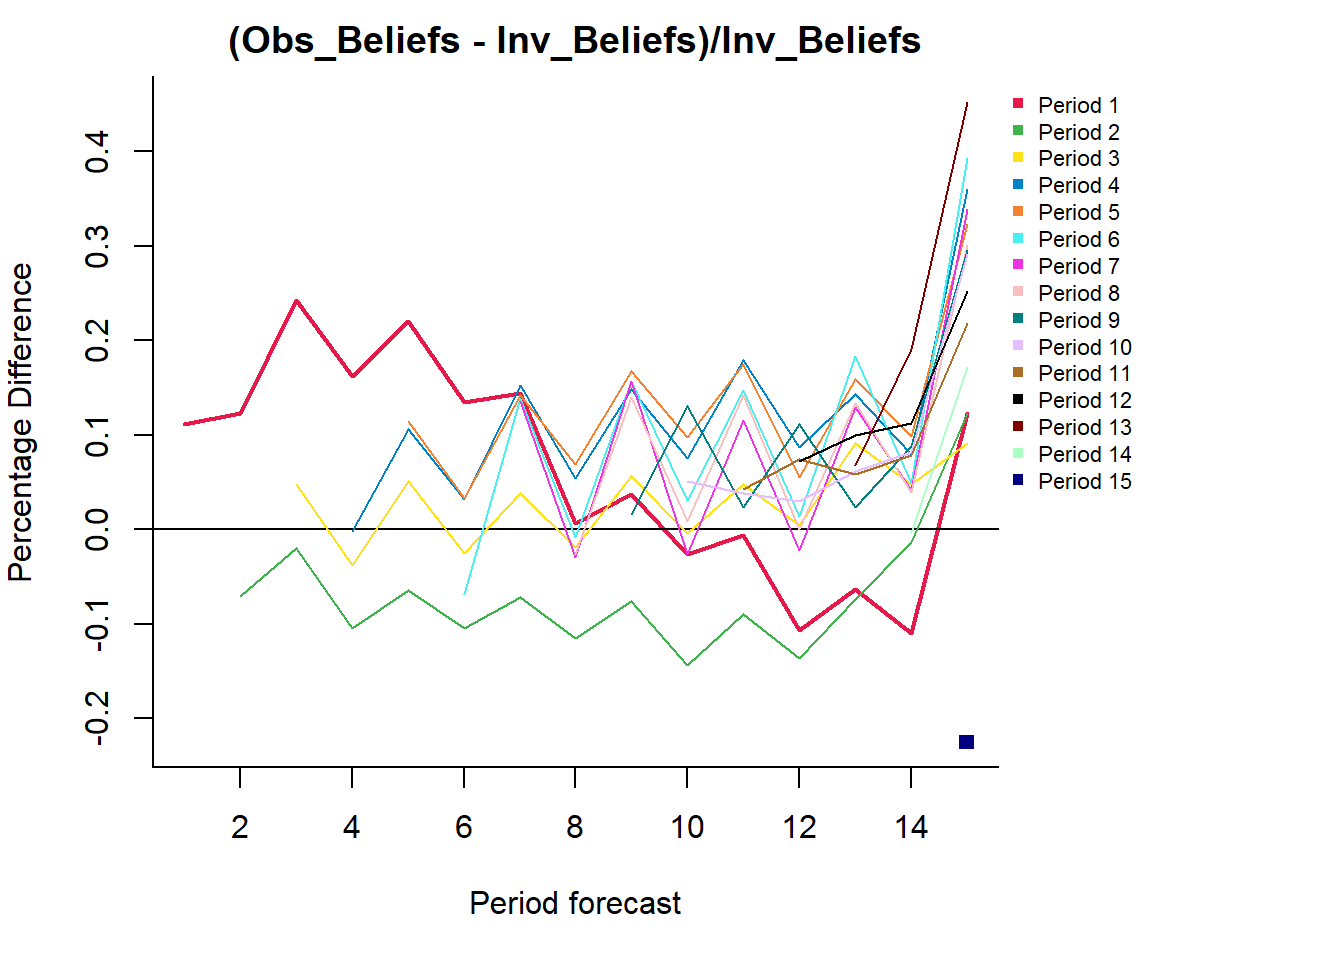 (Obs_Beliefs - Inv_Beliefs)/Inv_Beliefs
Percentage Difference
0.4
0.3
0.2
0.1
0.0
-0.1
-0.2
2 4 6 8 10 12 14
Period forecast
Period 1
Period 2
Period 3
Period 4
Period 5
Period 6
Period 7
Period 8
Period 9
Period 10
Period 11
Period 12
Period 13
Period 14
Period 15